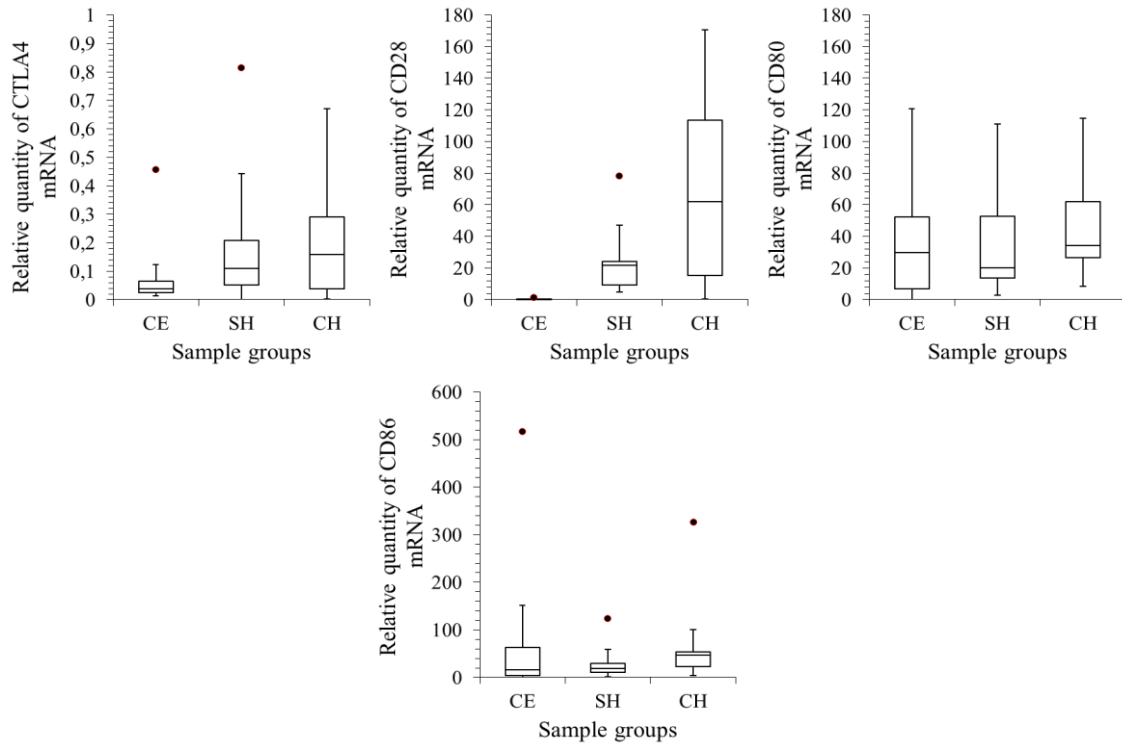 Relative quantity of CTLA4
mRNA
1
0,9
0,8
0,7
0,6
0,5
0,4
0,3
0,2
0,1
0
CE SH CH
Sample groups
Relative quantity of CD28
mRNA
180
160
140
120
100
80
60
40
20
0
CE SH CH
Sample groups
Relative quantity of CD80
mRNA
180
160
140
120
100
80
60
40
20
0
CE SH CH
Sample groups
Relative quantity of CD86
mRNA
600
500
400
300
200
100
0
CE SH CH
Sample groups